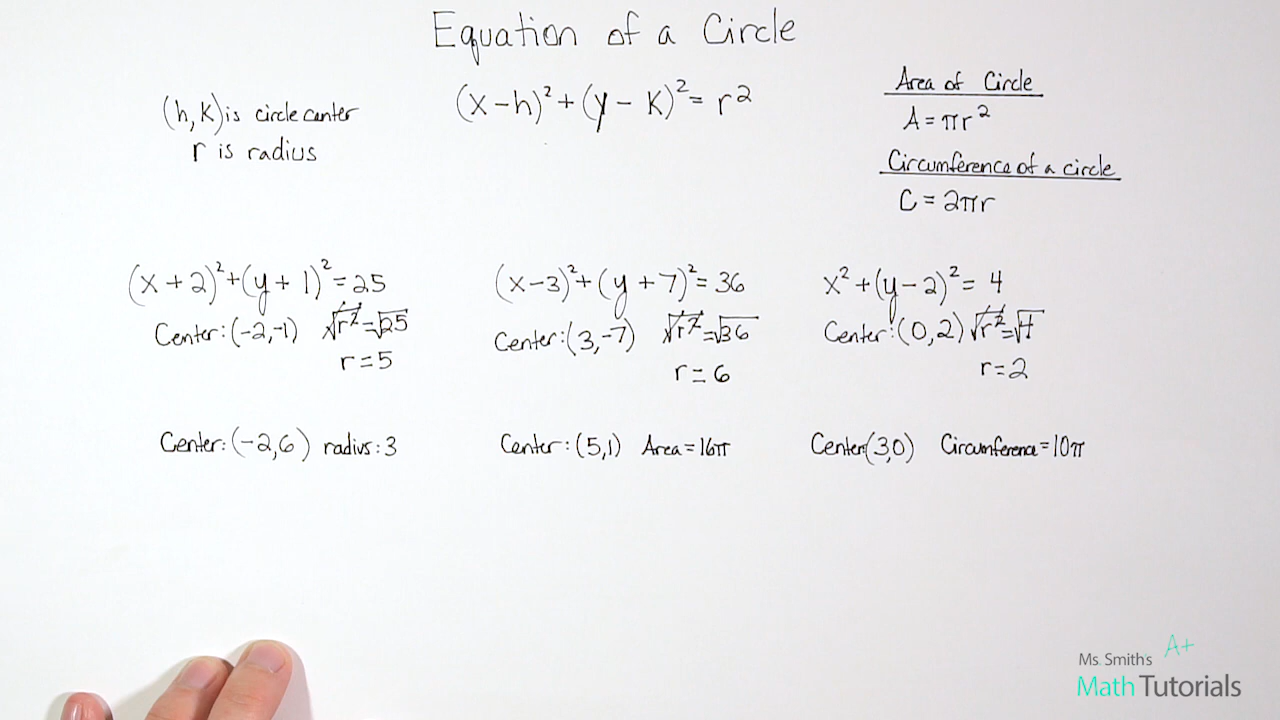 Equation of a Circle
(h, k) is circle center
r is radius
(x − h)² + (y − k)² = r²
Area of Circle
A = πr²
Circumference of a circle
C = 2πr
(x + 2)² + (y + 1)² = 25
Center: (−2, −1) √r² = √25
r = 5
(x − 3)² + (y + 7)² = 36
Center: (3, −7) √r² = √36
r = 6
x² + (y − 2)² = 4
Center: (0, 2) √r² = √4
r = 2
Center: (−2, 6) radius: 3
Center: (5, 1) Area = 16π
Center: (3, 0) Circumference = 10π
A+
Ms. Smith's
Math Tutorials